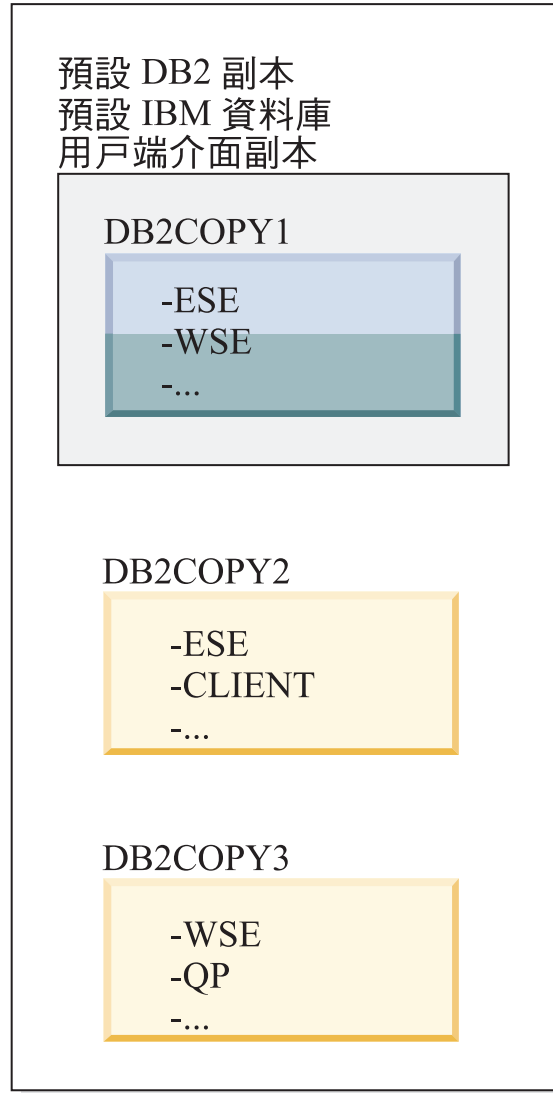 預設 DB2 副本
預設 IBM 資料庫
用戶端介面副本
DB2COPY1
-ESE
-WSE
-...
DB2COPY2
-ESE
-CLIENT
-...
DB2COPY3
-WSE
-QP
-...